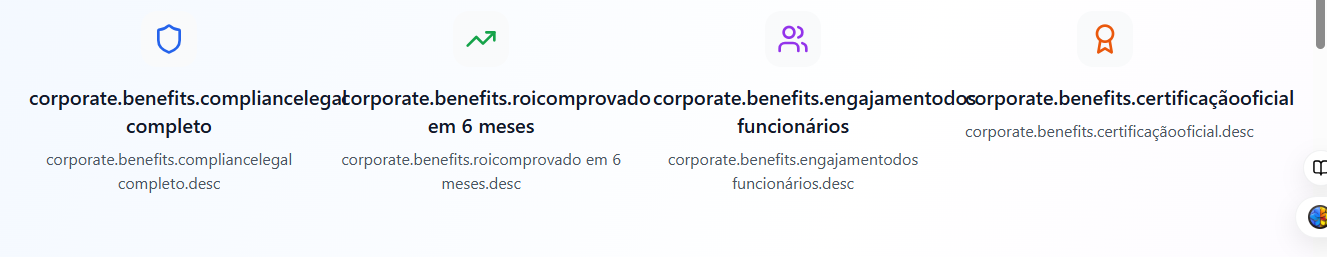 corporate.benefits.compliancelegal
completo
corporate.benefits.compliancelegal
completo.desc
corporate.benefits.roicomprovado
em 6 meses
corporate.benefits.roicomprovado em 6
meses.desc
corporate.benefits.engajamentodos
funcionários
corporate.benefits.engajamentodos
funcionários.desc
corporate.benefits.certificaçãooficial
corporate.benefits.certificaçãooficial.desc